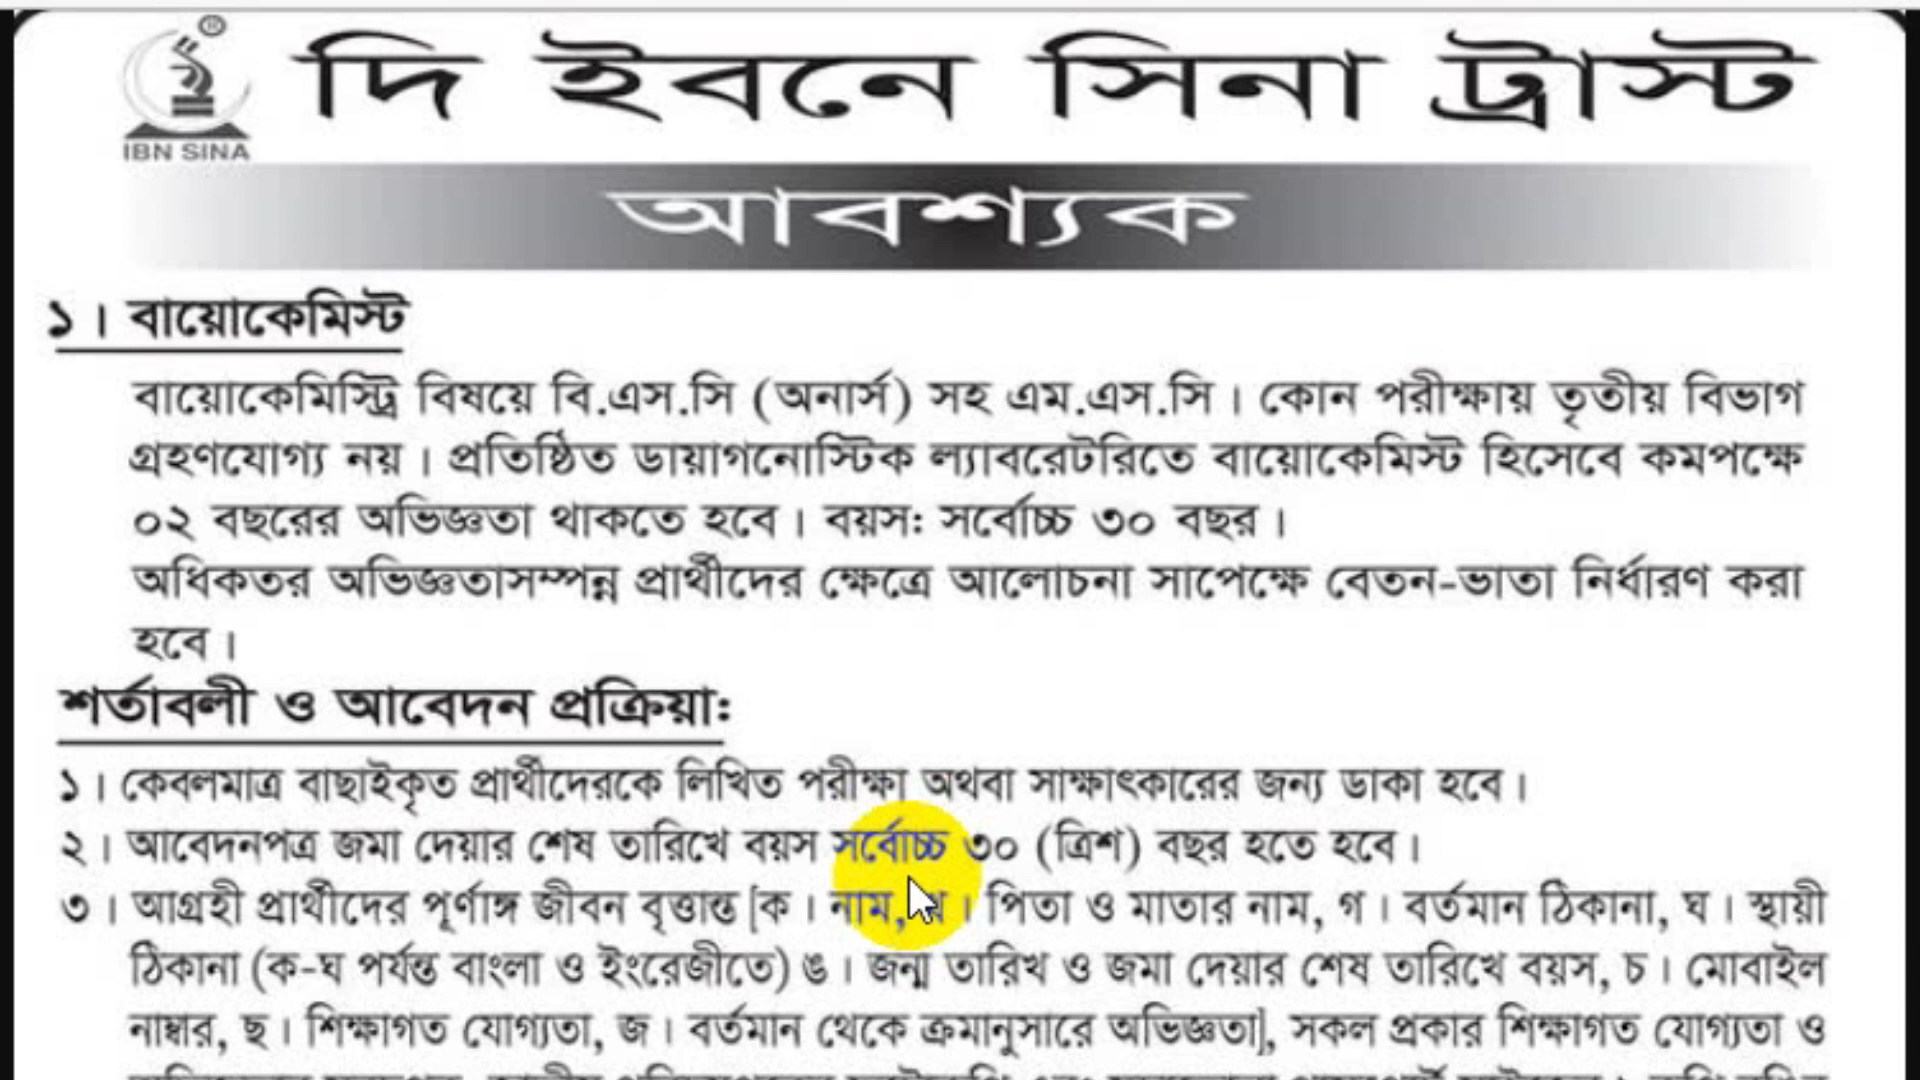 ®
IBN SINA
দি ইবনে সিনা ট্রাস্ট
আবশ্যক
১। বায়োকেমিস্ট
বায়োকেমিস্ট্রি বিষয়ে বি.এস.সি (অনার্স) সহ এম.এস.সি। কোন পরীক্ষায় তৃতীয় বিভাগ
গ্রহণযোগ্য নয়। প্রতিষ্ঠিত ডায়াগনোস্টিক ল্যাবরেটরিতে বায়োকেমিস্ট হিসেবে কমপক্ষে
০২ বছরের অভিজ্ঞতা থাকতে হবে। বয়স: সর্বোচ্চ ৩০ বছর।
অধিকতর অভিজ্ঞতাসম্পন্ন প্রার্থীদের ক্ষেত্রে আলোচনা সাপেক্ষে বেতন-ভাতা নির্ধারণ করা
হবে।
শর্তাবলী ও আবেদন প্রক্রিয়া:
১। কেবলমাত্র বাছাইকৃত প্রার্থীদেরকে লিখিত পরীক্ষা অথবা সাক্ষাৎকারের জন্য ডাকা হবে।
২। আবেদনপত্র জমা দেয়ার শেষ তারিখে বয়স সর্বোচ্চ ৩০ (ত্রিশ) বছর হতে হবে।
৩। আগ্রহী প্রার্থীদের পূর্ণাঙ্গ জীবন বৃত্তান্ত [ক। নাম, খ। পিতা ও মাতার নাম, গ। বর্তমান ঠিকানা, ঘ। স্থায়ী
ঠিকানা (ক-ঘ পর্যন্ত বাংলা ও ইংরেজীতে) ঙ। জন্ম তারিখ ও জমা দেয়ার শেষ তারিখে বয়স, চ। মোবাইল
নাম্বার, ছ। শিক্ষাগত যোগ্যতা, জ। বর্তমান থেকে ক্রমানুসারে অভিজ্ঞতা], সকল প্রকার শিক্ষাগত যোগ্যতা ও